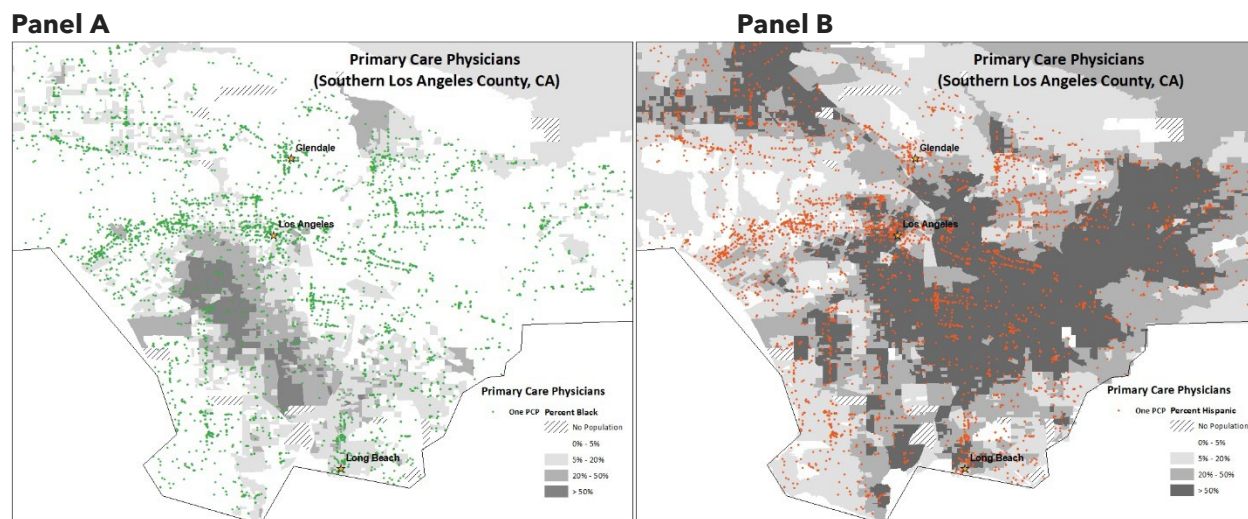 Panel A
Primary Care Physicians
(Southern Los Angeles County, CA)
Glendale
Los Angeles
Long Beach
Primary Care Physicians
One PCP Percent Black
No Population
0% - 5%
5% - 20%
20% - 50%
> 50%
Panel B
Primary Care Physicians
(Southern Los Angeles County, CA)
Glendale
Los Angeles
Long Beach
Primary Care Physicians
One PCP Percent Hispanic
No Population
0% - 5%
5% - 20%
20% - 50%
> 50%